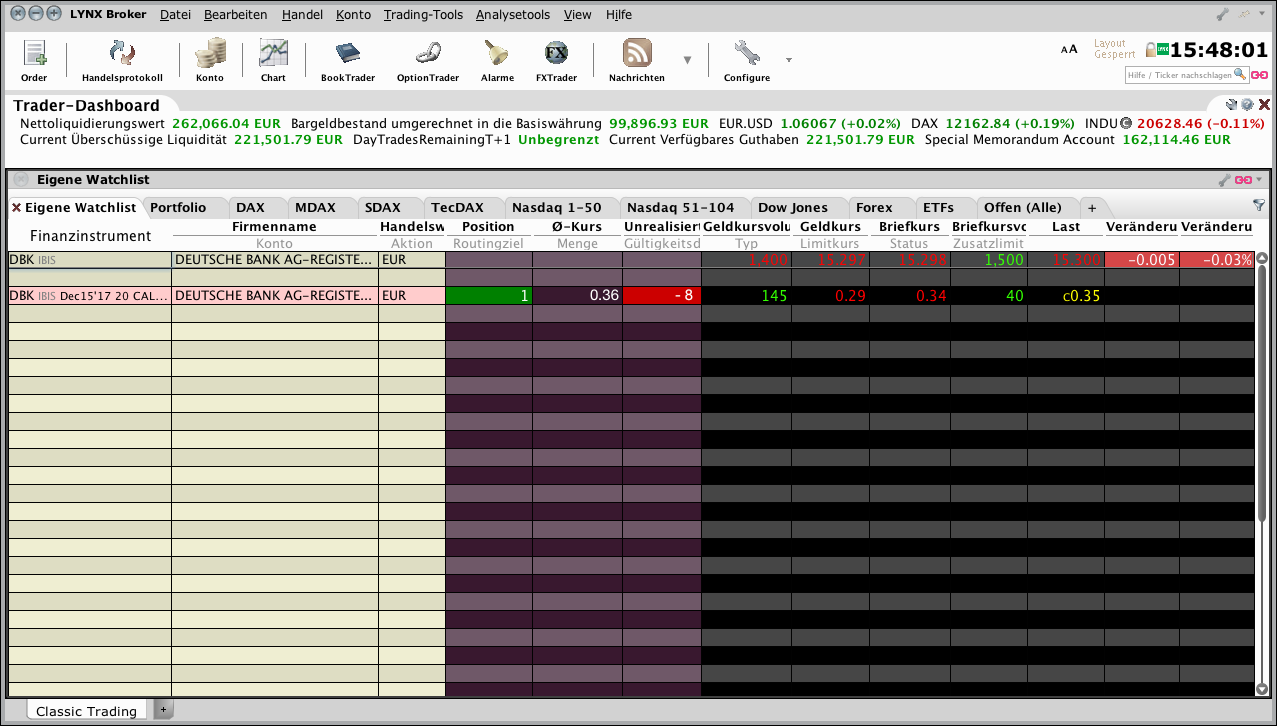 LYNX Broker Datei Bearbeiten Handel Konto Trading-Tools Analysetools View Hilfe
Order Handelsprotokoll Konto Chart BookTrader OptionTrader Alarme FX FXTrader Nachrichten Configure
A A Layout Gesperrt LYNX 15:48:01
Hilfe / Ticker nachschlagen
Trader-Dashboard
Nettoliquidierungswert 262,066.04 EUR Bargeldbestand umgerechnet in die Basiswährung 99,896.93 EUR EUR.USD 1.06067 (+0.02%) DAX 12162.84 (+0.19%) INDU C 20628.46 (-0.11%)
Current Überschüssige Liquidität 221,501.79 EUR DayTradesRemainingT+1 Unbegrenzt Current Verfügbares Guthaben 221,501.79 EUR Special Memorandum Account 162,114.46 EUR
Eigene Watchlist
Eigene Watchlist Portfolio DAX MDAX SDAX TecDAX Nasdaq 1-50 Nasdaq 51-104 Dow Jones Forex ETFs Offen (Alle) +
Finanzinstrument Firmenname Handelsw Position Ø-Kurs Unrealisiert Geldkursvolu Geldkurs Briefkurs Briefkursvo Last Veränderu Veränderu
Konto Aktion Routingziel Menge Gültigkeitsd Typ Limitkurs Status Zusatzlimit
DBK IBIS DEUTSCHE BANK AG-REGISTE... EUR 1,400 15.297 15.298 1,500 15.300 -0.005 -0.03%
DBK IBIS Dec15'17 20 CAL... DEUTSCHE BANK AG-REGISTE... EUR 1 0.36 - 8 145 0.29 0.34 40 c0.35
Classic Trading +